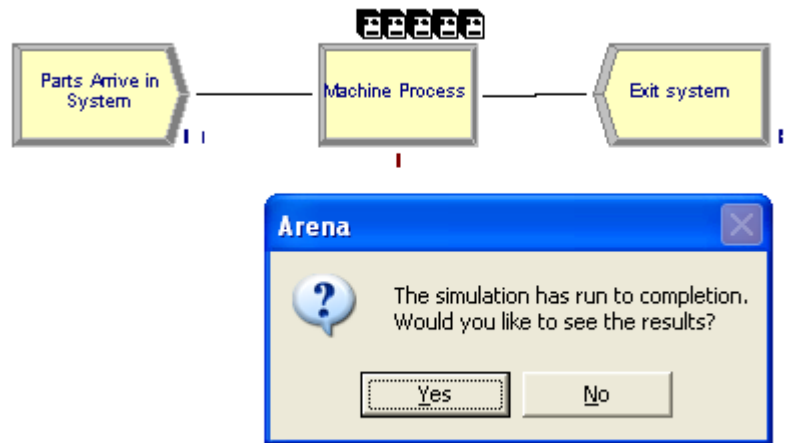 Parts Arrive in
System
Machine Process
Exit system
Arena
The simulation has run to completion.
Would you like to see the results?
Yes
No